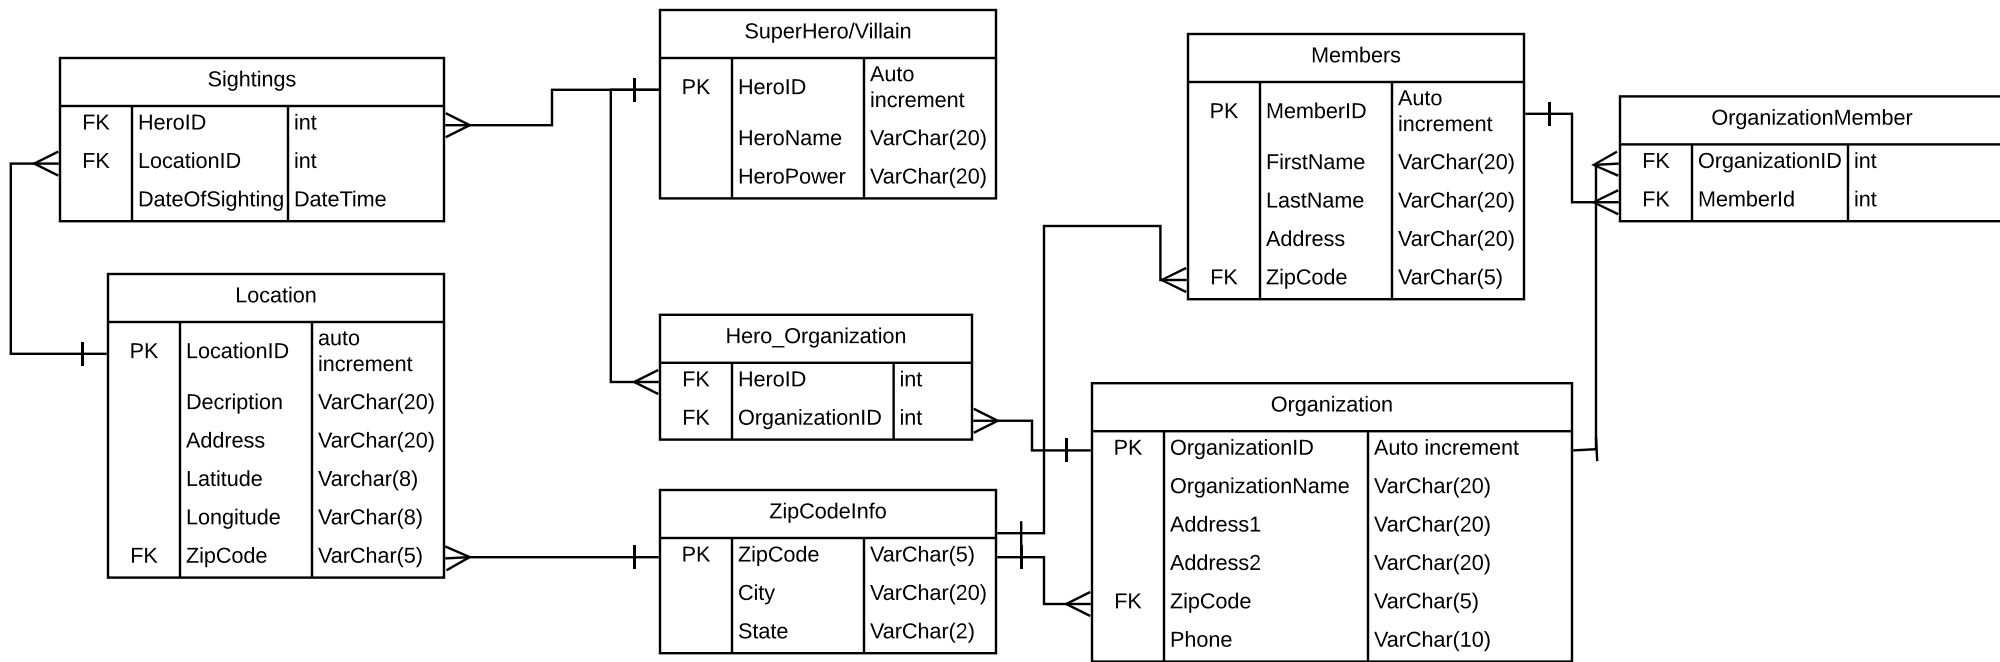 SuperHero/Villain
PK HeroID Auto increment
HeroName VarChar(20)
HeroPower VarChar(20)
Sightings
FK HeroID int
FK LocationID int
DateOfSighting DateTime
Members
PK MemberID Auto increment
FirstName VarChar(20)
LastName VarChar(20)
Address VarChar(20)
FK ZipCode VarChar(5)
OrganizationMember
FK OrganizationID int
FK MemberId int
Location
PK LocationID auto increment
Decription VarChar(20)
Address VarChar(20)
Latitude Varchar(8)
Longitude VarChar(8)
FK ZipCode VarChar(5)
Hero_Organization
FK HeroID int
FK OrganizationID int
Organization
PK OrganizationID Auto increment
OrganizationName VarChar(20)
Address1 VarChar(20)
Address2 VarChar(20)
FK ZipCode VarChar(5)
Phone VarChar(10)
ZipCodeInfo
PK ZipCode VarChar(5)
City VarChar(20)
State VarChar(2)